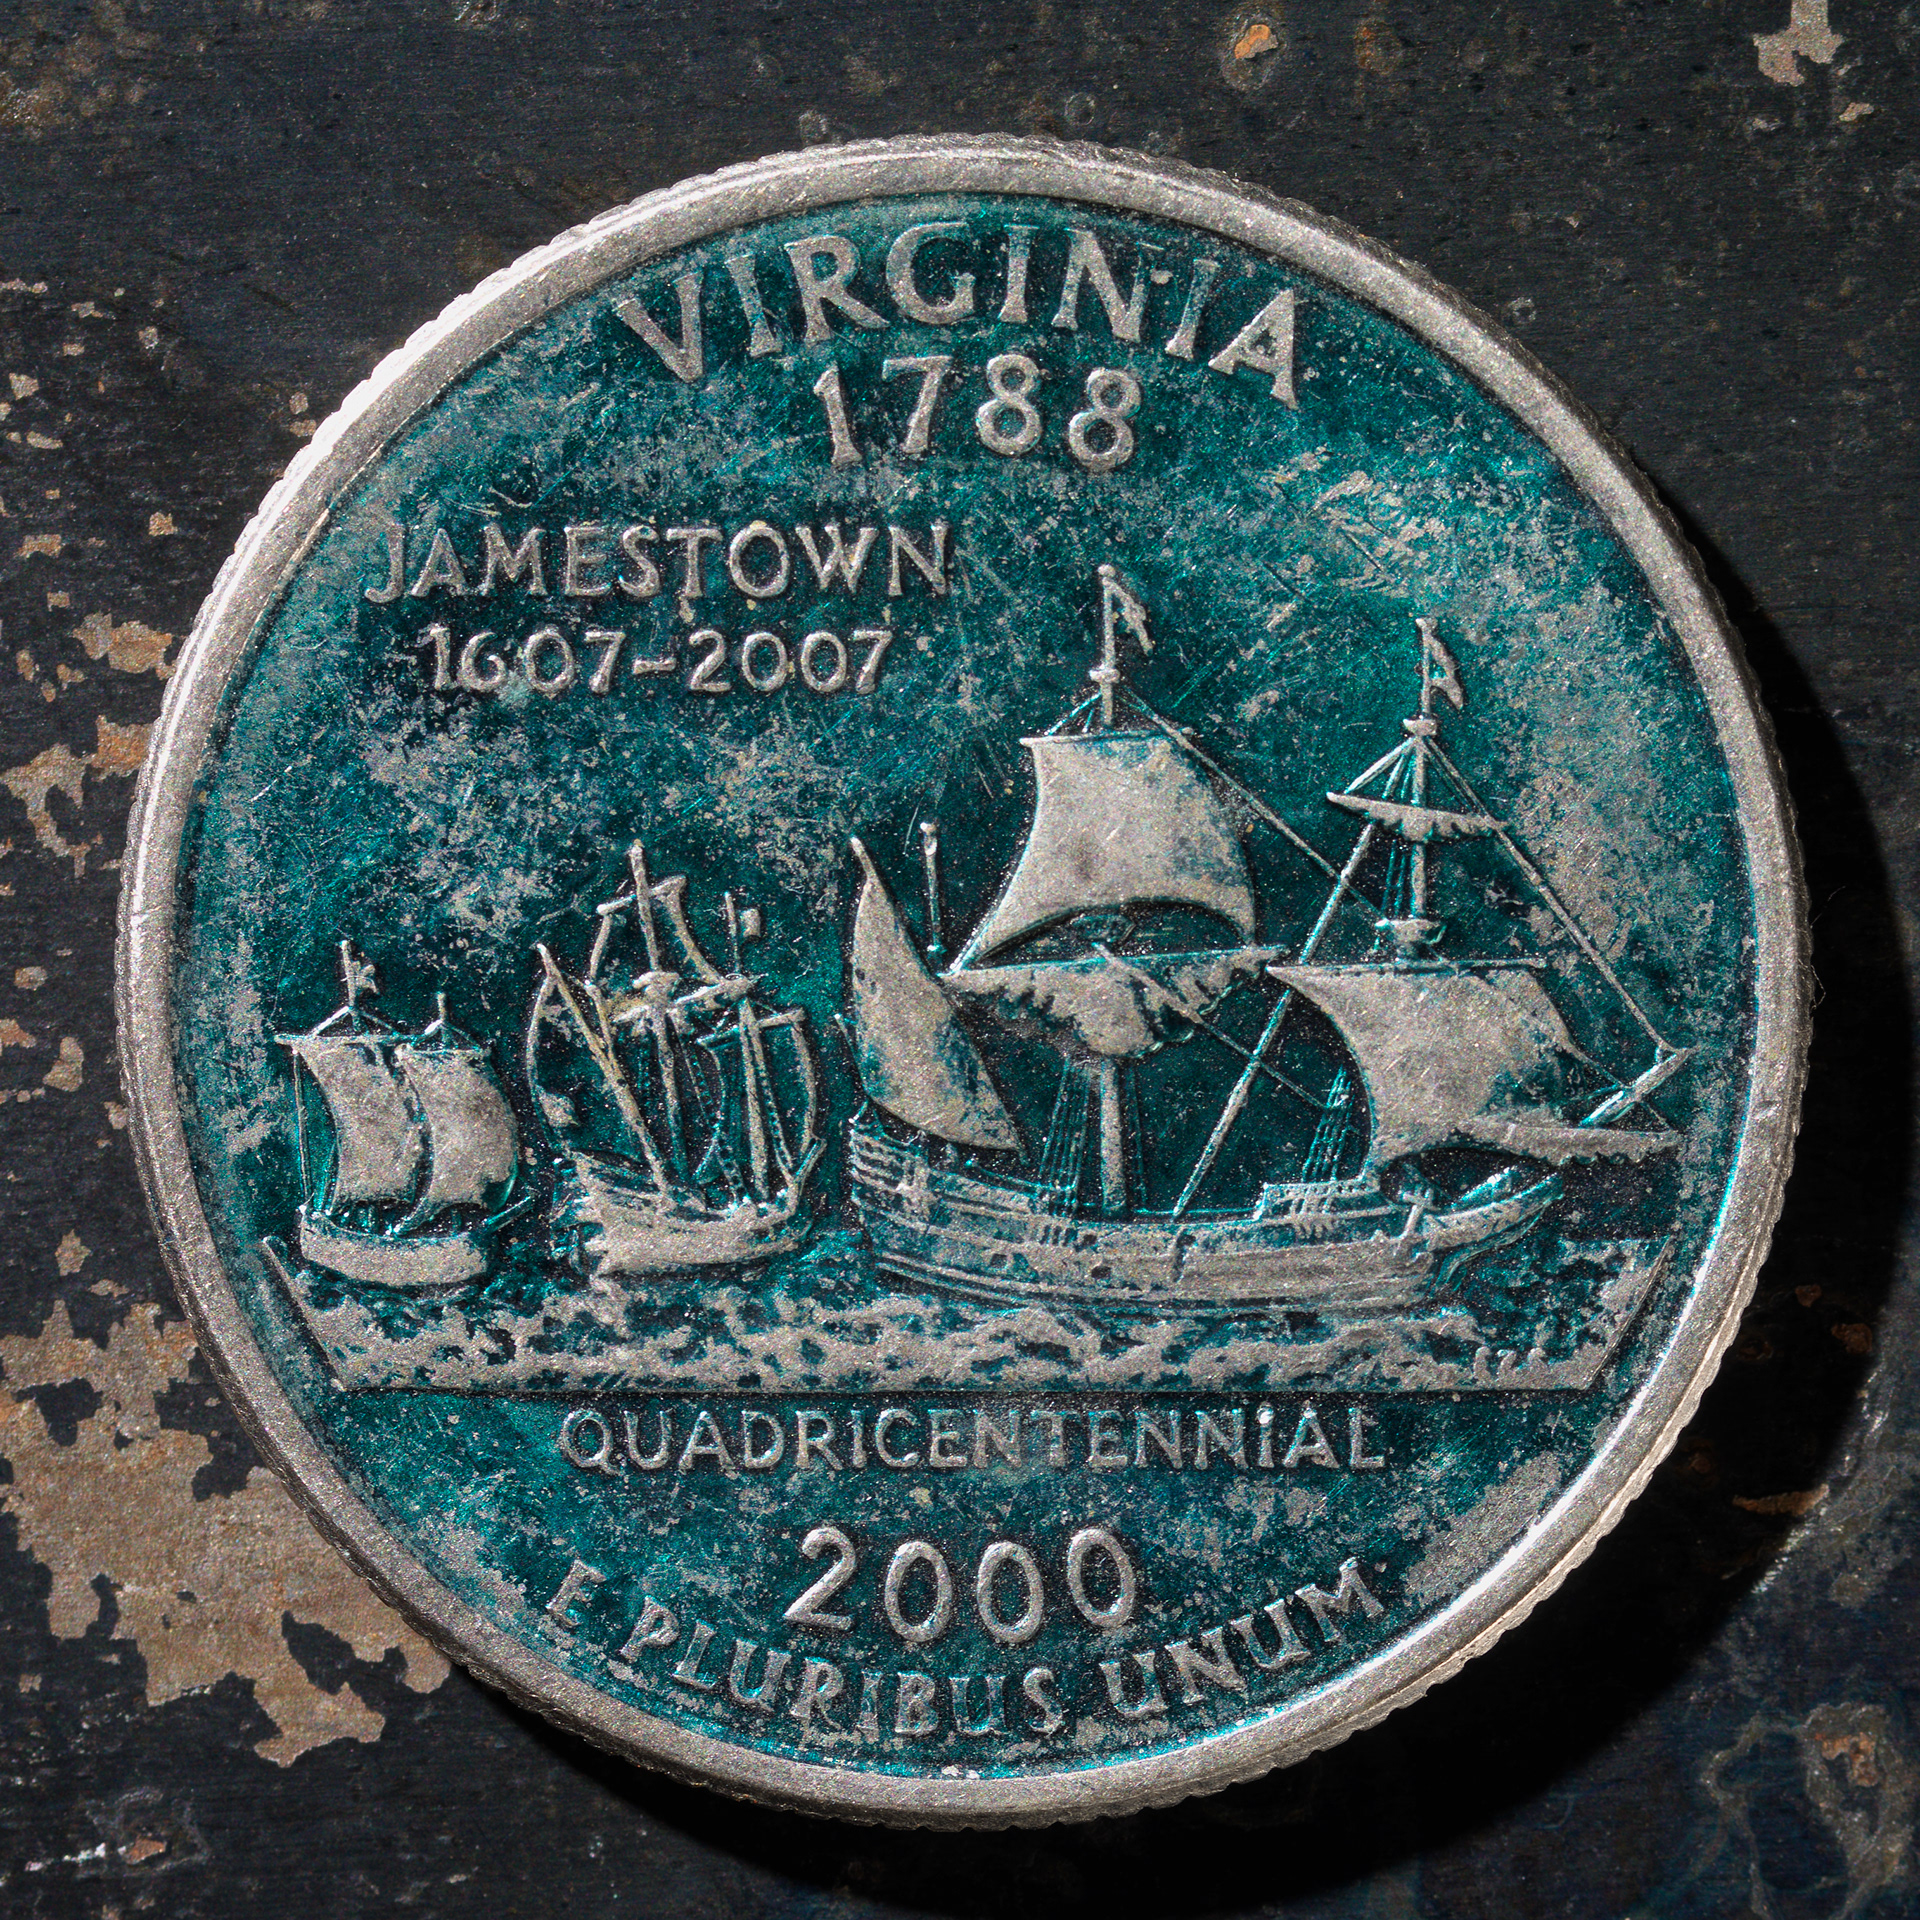 VIRGINIA
1788
JAMESTOWN
1607-2007
QUADRICENTENNIAL
2000
E PLURIBUS UNUM